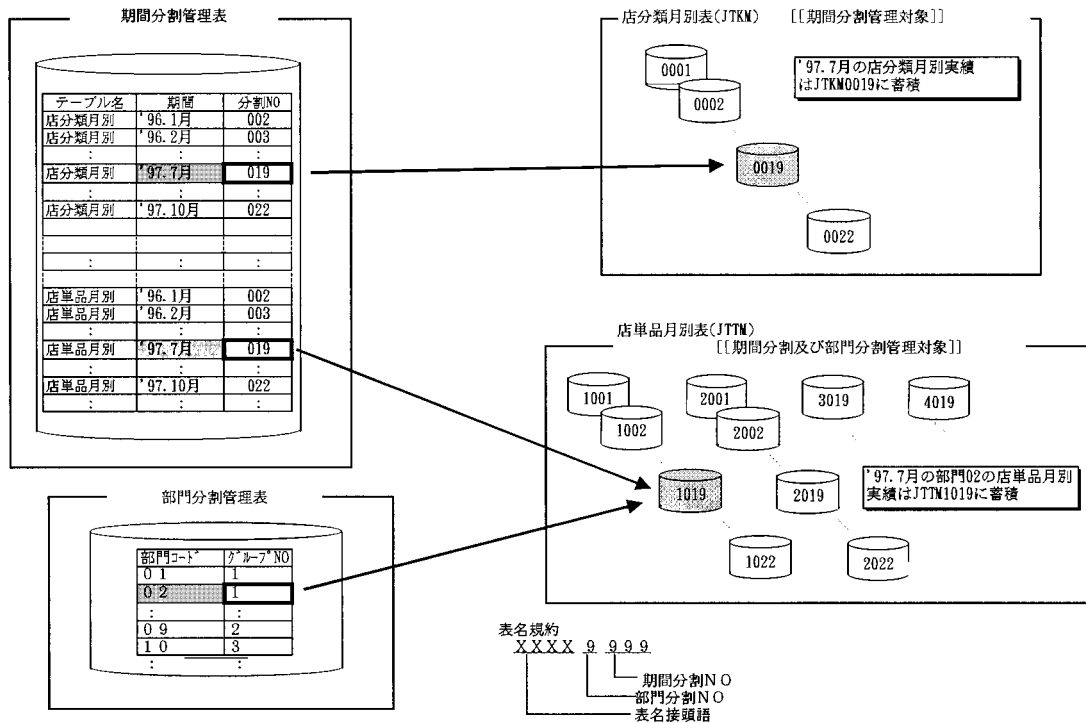 期間分割管理表
テーブル名 期間 分割NO
店分類月別 '96.1月 002
店分類月別 '96.2月 003
: : :
店分類月別 '97.7月 019
: : :
店分類月別 '97.10月 022
: : :
店単品月別 '96.1月 002
店単品月別 '96.2月 003
: : :
店単品月別 '97.7月 019
: : :
店単品月別 '97.10月 022
: : :
部門分割管理表
部門コード グループNO
01 1
02 1
: :
09 2
10 3
: :
店分類月別表(JTKM) [[期間分割管理対象]]
0001
0002
0019
0022
'97.7月の店分類月別実績
はJTKM0019に蓄積
店単品月別表(JTTM)
[[期間分割及び部門分割管理対象]]
1001 2001 3019 4019
1002 2002
1019 2019
1022 2022
'97.7月の部門02の店単品月別
実績はJTTM1019に蓄積
表名規約
XXXX 9 999
期間分割NO
部門分割NO
表名接頭語